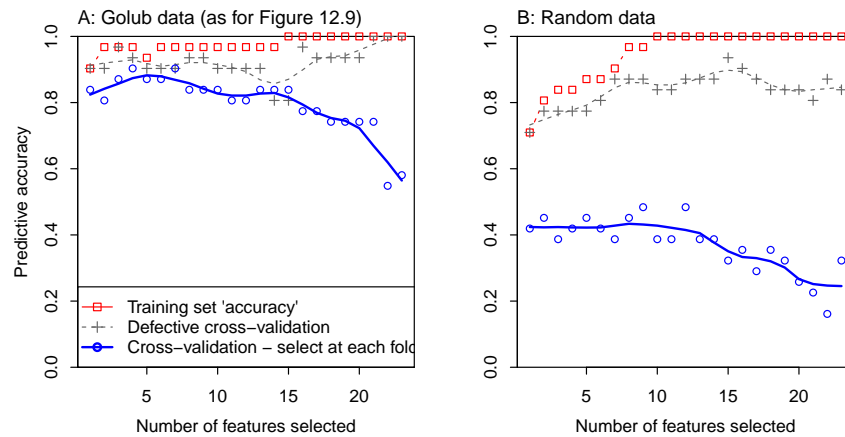 A: Golub data (as for Figure 12.9)
B: Random data
Predictive accuracy
0.0
0.2
0.4
0.6
0.8
1.0
Training set 'accuracy'
Defective cross−validation
Cross−validation − select at each fold
5
10
15
20
Number of features selected
0.0
0.2
0.4
0.6
0.8
1.0
5
10
15
20
Number of features selected